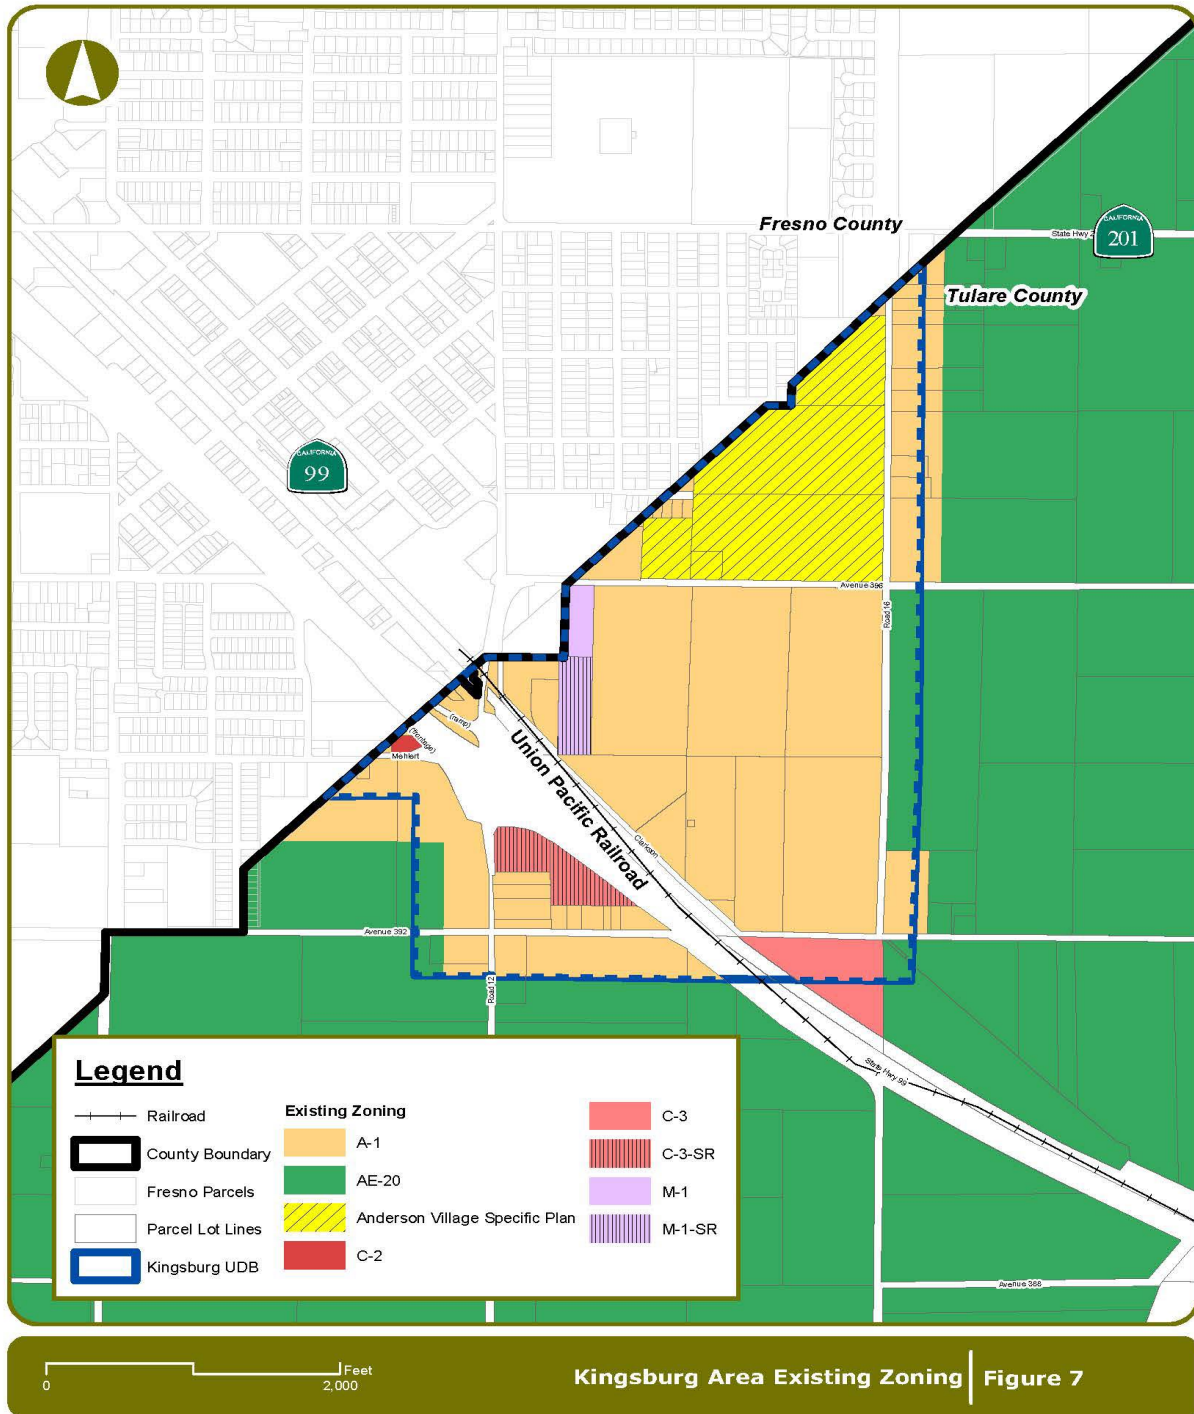 Fresno County
State Hwy 2
CALIFORNIA
201
Tulare County
CALIFORNIA
99
Avenue 396
Road 16
(ramp)
(frontage)
Mehlert
Union Pacific Railroad
Clarkson
Avenue 392
Road 12
State Hwy 99
Avenue 388
Legend
Railroad
County Boundary
Fresno Parcels
Parcel Lot Lines
Kingsburg UDB
Existing Zoning
A-1
AE-20
Anderson Village Specific Plan
C-2
C-3
C-3-SR
M-1
M-1-SR
Feet
0
2,000
Kingsburg Area Existing Zoning
Figure 7